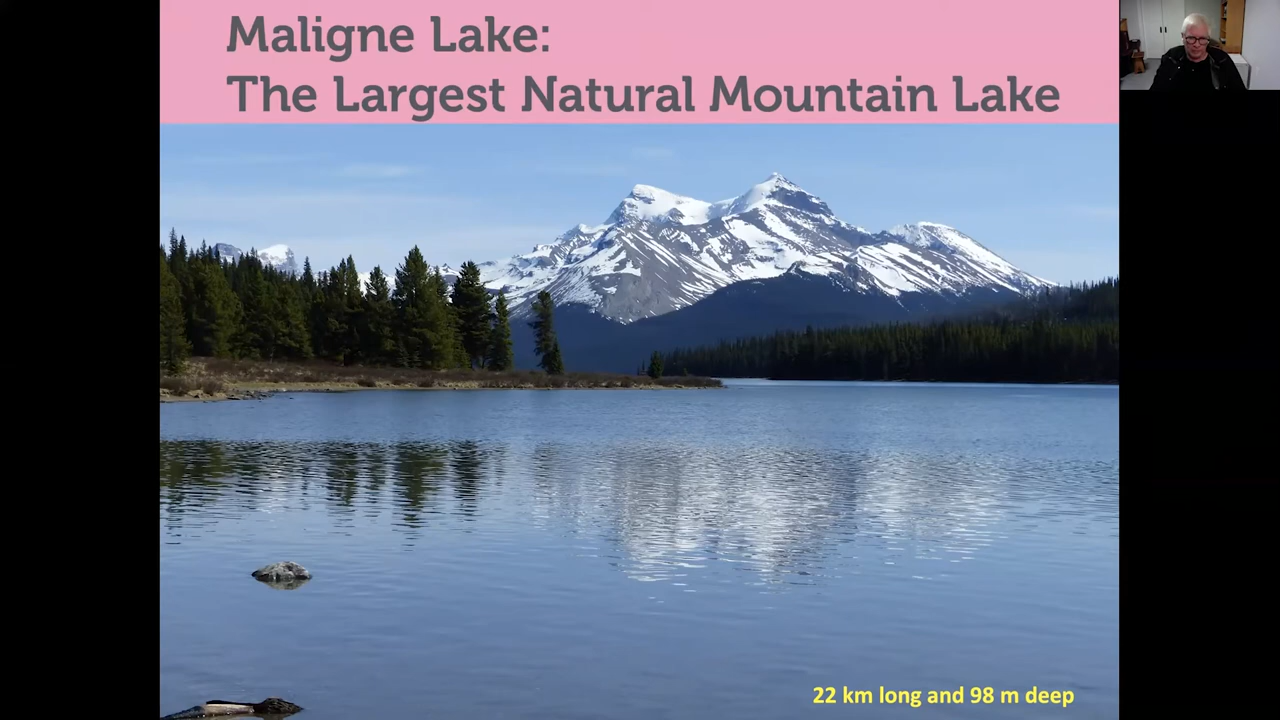 Maligne Lake:
The Largest Natural Mountain Lake
22 km long and 98 m deep